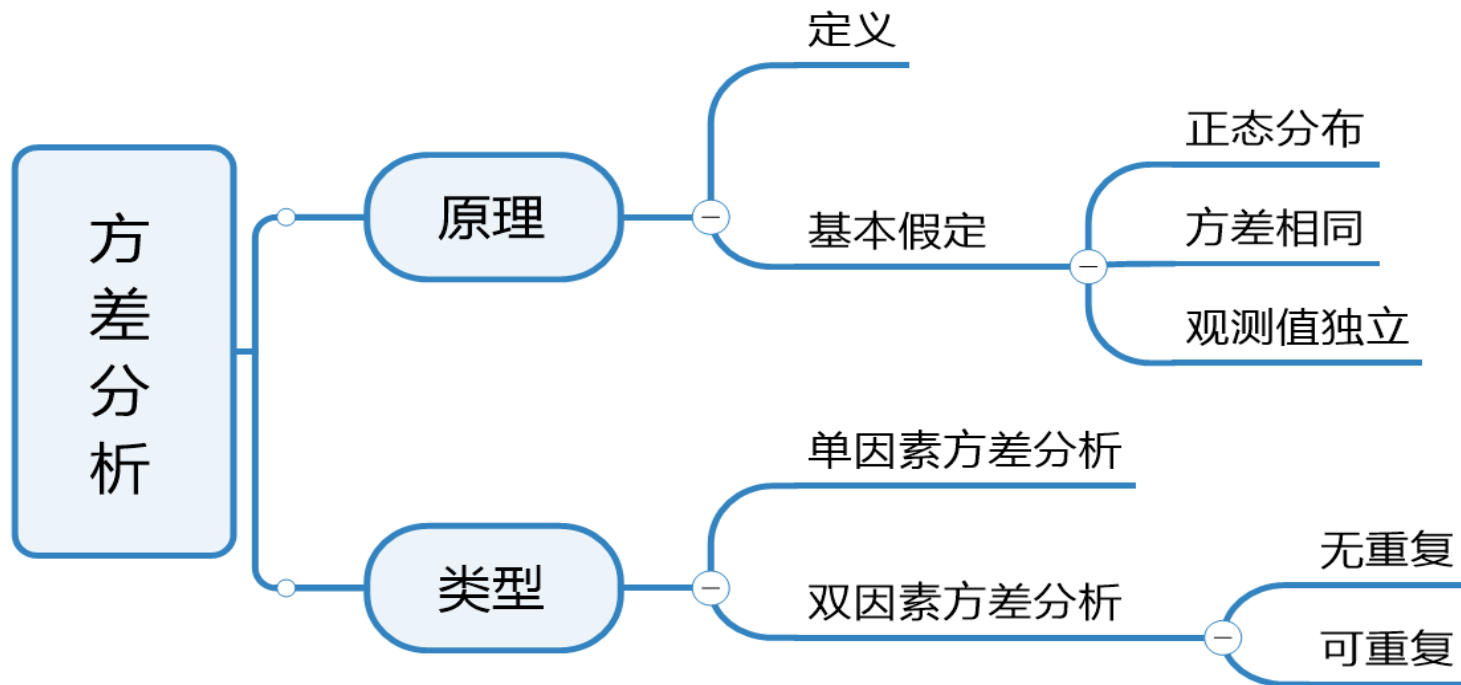 方差分析
原理
定义
基本假定
正态分布
方差相同
观测值独立
类型
单因素方差分析
双因素方差分析
无重复
可重复